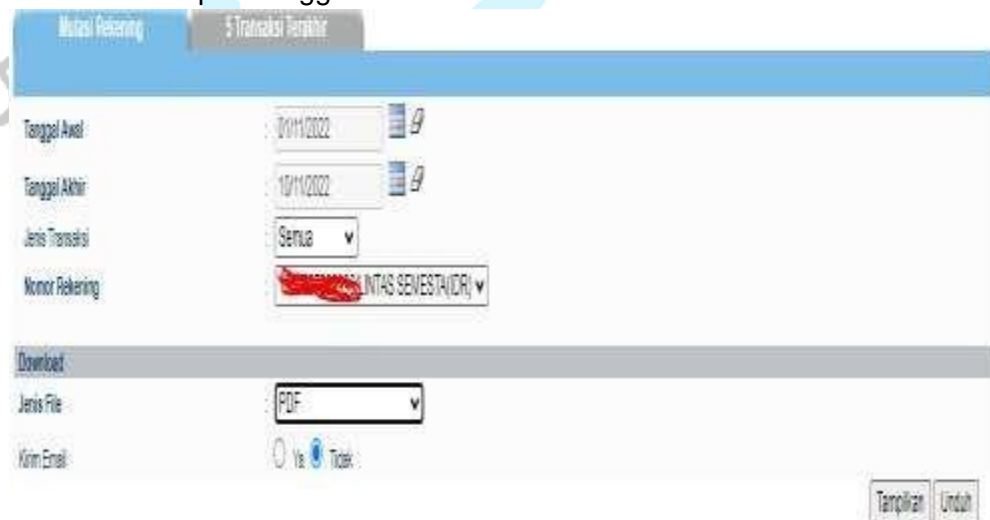 Mutasi Rekening 5 Transaksi Terakhir
Tanggal Awal : 01/11/2022
Tanggal Akhir : 10/11/2022
Jenis Transaksi : Semua
Nomor Rekening : LINTAS SEMESTA(IDR)
Download
Jenis File : PDF
Kirim Email Ya Tidak
Tampilkan Unduh